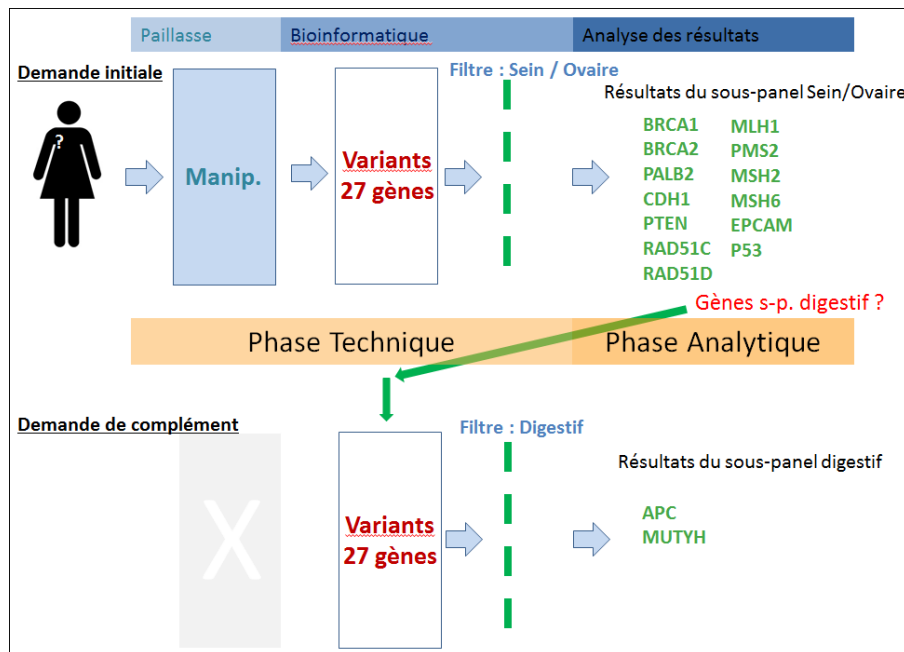 Paillasse
Bioinformatique
Analyse des résultats
Demande initiale
Filtre : Sein / Ovaire
Résultats du sous-panel Sein/Ovaire
?
Manip.
Variants
27 gènes
BRCA1
BRCA2
PALB2
CDH1
PTEN
RAD51C
RAD51D
MLH1
PMS2
MSH2
MSH6
EPCAM
P53
Gènes s-p. digestif ?
Phase Technique
Phase Analytique
Demande de complément
Filtre : Digestif
Résultats du sous-panel digestif
X
Variants
27 gènes
APC
MUTYH